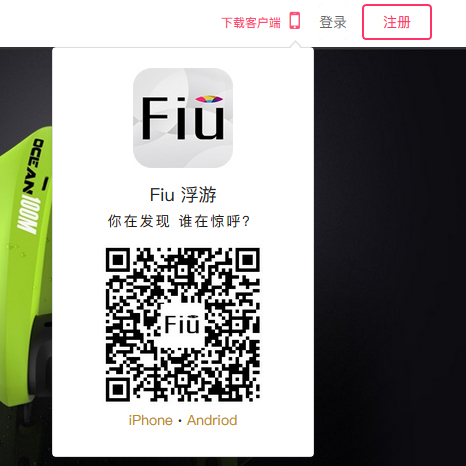 下载客户端
登录
注册
Fiu
Fiu 浮游
你在发现 谁在惊呼?
Fiu
iPhone · Andriod
OCEAN
100M